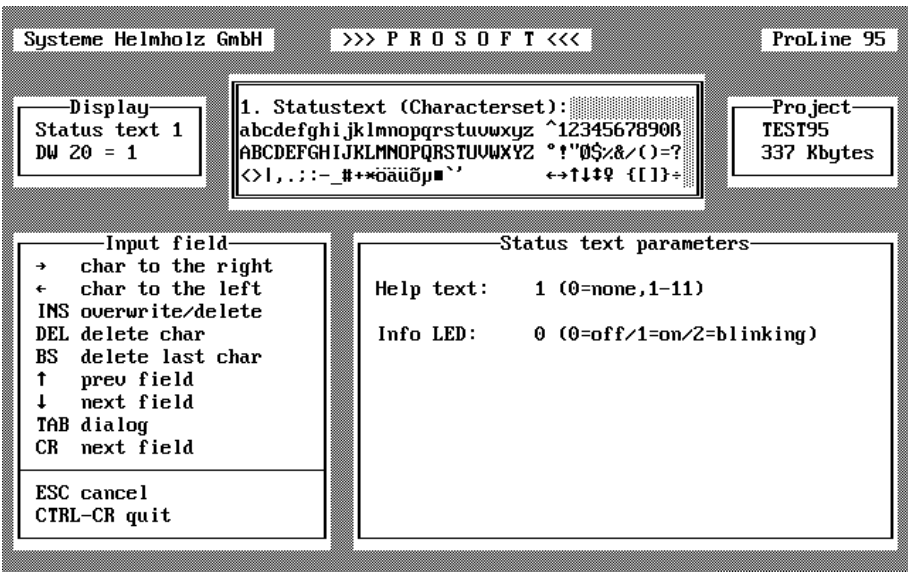 Systeme Helmholz GmbH
>>> P R O S O F T <<<
ProLine 95
Display
Status text 1
DW 20 = 1
1. Statustext (Characterset):
abcdefghijklmnopqrstuvwxyz ^1234567890ß
ABCDEFGHIJKLMNOPQRSTUVWXYZ °!"Ø$%&/()=?
<>|,.;:-_#+*öäüõµ■`´ ←→↑↓↕♀ {[]}÷
Project
TEST95
337 Kbytes
Input field
→ char to the right
← char to the left
INS overwrite/delete
DEL delete char
BS delete last char
↑ prev field
↓ next field
TAB dialog
CR next field
ESC cancel
CTRL-CR quit
Status text parameters
Help text: 1 (0=none,1-11)
Info LED: 0 (0=off/1=on/2=blinking)